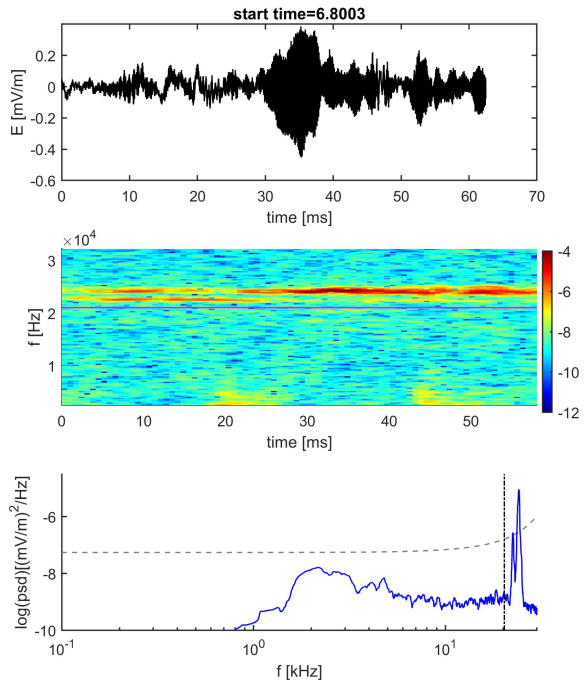 start time=6.8003
0.2
0
-0.2
-0.4
-0.6
E [mV/m]
0 10 20 30 40 50 60 70
time [ms]
×10⁴
3
2
1
f [Hz]
-4
-6
-8
-10
-12
0 10 20 30 40 50
time [ms]
-6
-8
-10
log(psd)[(mV/m)²/Hz]
10⁻¹ 10⁰ 10¹
f [kHz]